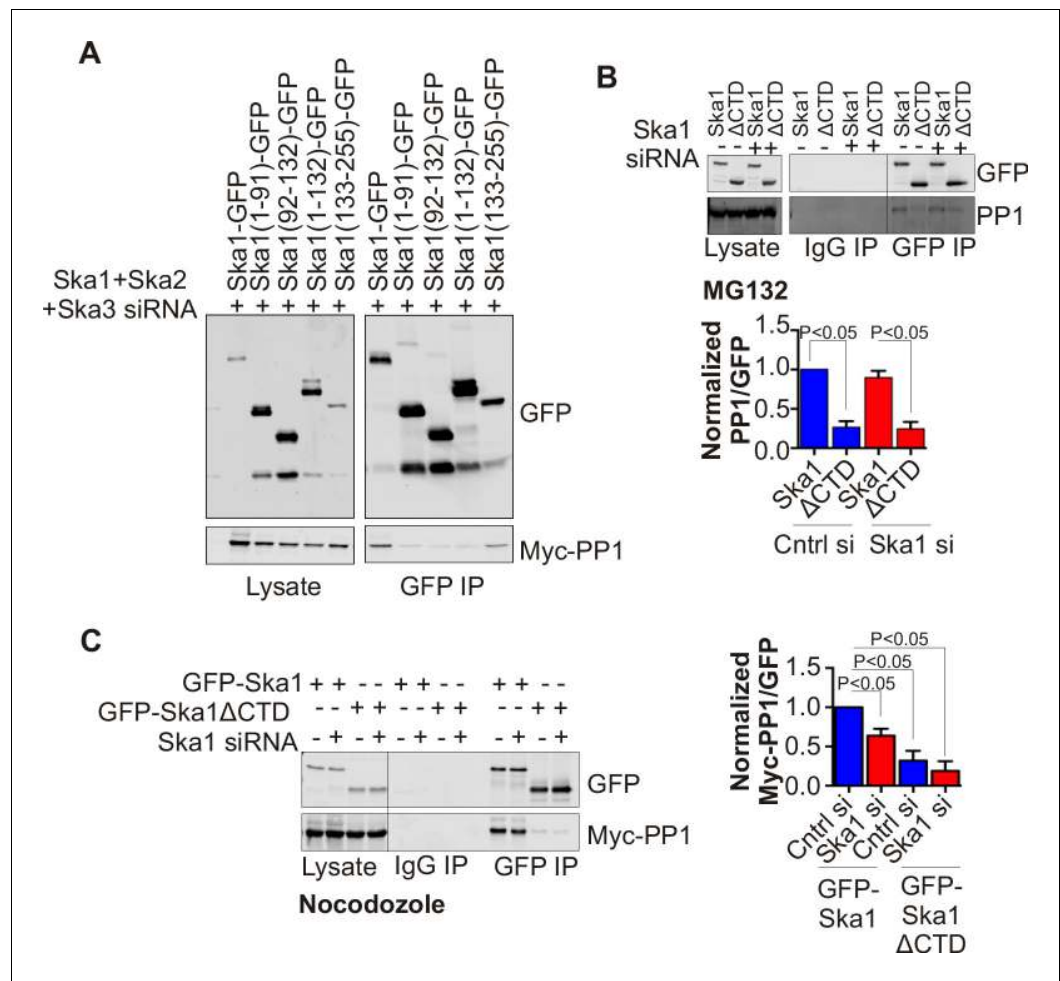 A
Ska1-GFP
Ska1(1-91)-GFP
Ska1(92-132)-GFP
Ska1(1-132)-GFP
Ska1(133-255)-GFP
Ska1-GFP
Ska1(1-91)-GFP
Ska1(92-132)-GFP
Ska1(1-132)-GFP
Ska1(133-255)-GFP
Ska1+Ska2
+Ska3 siRNA
+ + + + + + + + + +
GFP
Myc-PP1
Lysate
GFP IP
B
Ska1 ΔCTD Ska1 ΔCTD Ska1 ΔCTD Ska1 ΔCTD Ska1 ΔCTD Ska1 ΔCTD
Ska1
siRNA
- - + + - - + + - - + +
GFP
PP1
Lysate IgG IP GFP IP
MG132
Normalized
PP1/GFP
1.5
1.0
0.5
0.0
P<0.05 P<0.05
Ska1 ΔCTD Ska1 ΔCTD
Cntrl si Ska1 si
C
GFP-Ska1 + + - - + + - - + + - -
GFP-Ska1ΔCTD - - + + - - + + - - + +
Ska1 siRNA - + - + - + - + - + - +
GFP
Myc-PP1
Lysate IgG IP GFP IP
Nocodozole
Normalized
Myc-PP1/GFP
1.5
1.0
0.5
0.0
P<0.05
P<0.05
P<0.05
Cntrl si Ska1 si Cntrl si Ska1 si
GFP-
Ska1
GFP-
Ska1
ΔCTD